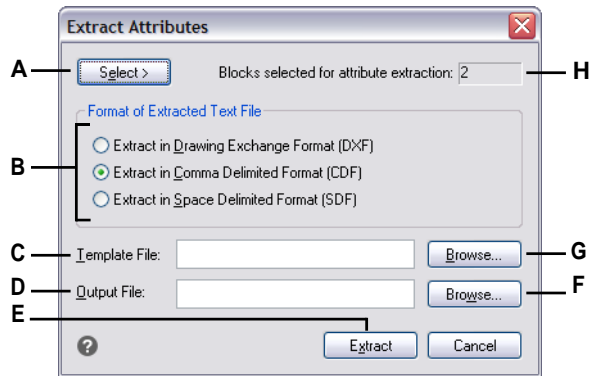 Extract Attributes
A Select > Blocks selected for attribute extraction: 2 H
Format of Extracted Text File
Extract in Drawing Exchange Format (DXF)
B Extract in Comma Delimited Format (CDF)
Extract in Space Delimited Format (SDF)
C Template File: Browse... G
D Output File: Browse... F
E
? Extract Cancel